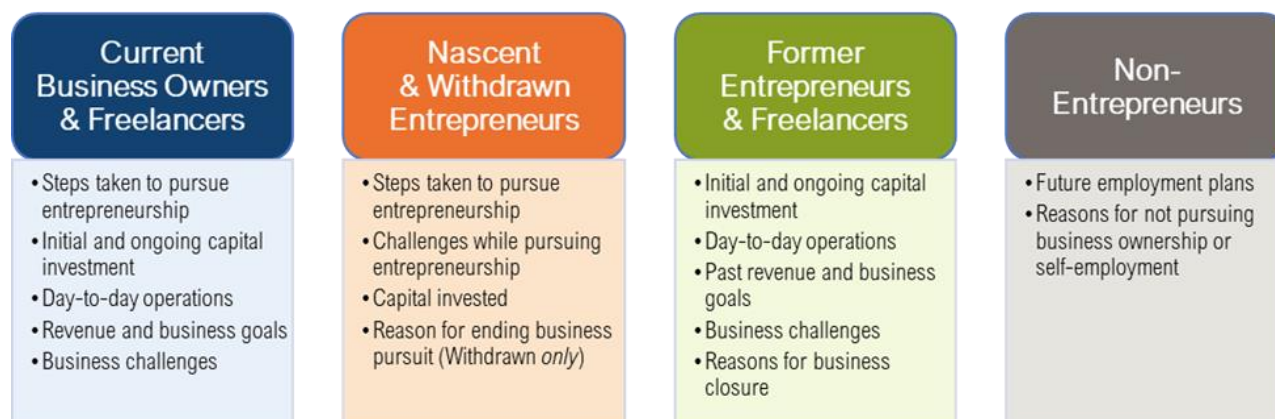 Current
Business Owners
& Freelancers
• Steps taken to pursue
entrepreneurship
• Initial and ongoing capital
investment
• Day-to-day operations
• Revenue and business goals
• Business challenges
Nascent
& Withdrawn
Entrepreneurs
• Steps taken to pursue
entrepreneurship
• Challenges while pursuing
entrepreneurship
• Capital invested
• Reason for ending business
pursuit (Withdrawn only)
Former
Entrepreneurs
& Freelancers
• Initial and ongoing capital
investment
• Day-to-day operations
• Past revenue and business
goals
• Business challenges
• Reasons for business
closure
Non-
Entrepreneurs
• Future employment plans
• Reasons for not pursuing
business ownership or
self-employment